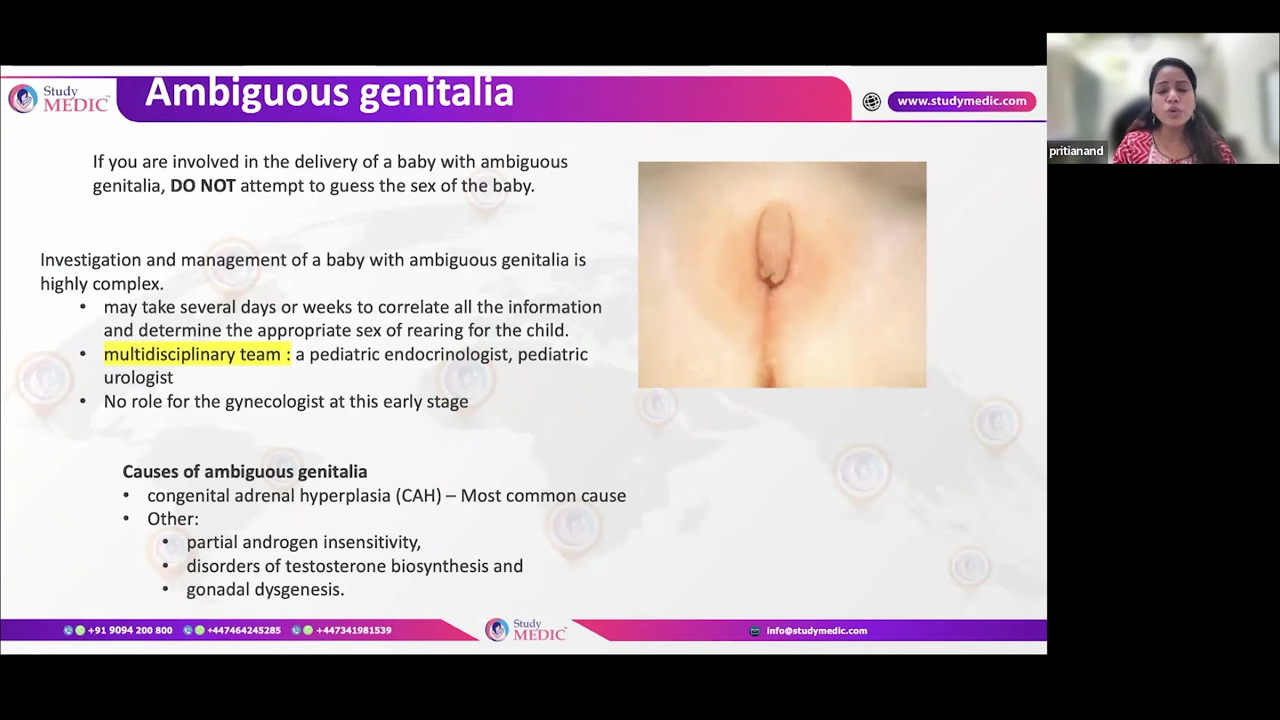 Study
MEDIC
Ambiguous genitalia
www.studymedic.com
pritianand
If you are involved in the delivery of a baby with ambiguous
genitalia, DO NOT attempt to guess the sex of the baby.
Investigation and management of a baby with ambiguous genitalia is
highly complex.
• may take several days or weeks to correlate all the information
and determine the appropriate sex of rearing for the child.
• multidisciplinary team : a pediatric endocrinologist, pediatric
urologist
• No role for the gynecologist at this early stage
Causes of ambiguous genitalia
• congenital adrenal hyperplasia (CAH) – Most common cause
• Other:
• partial androgen insensitivity,
• disorders of testosterone biosynthesis and
• gonadal dysgenesis.
+91 9094 200 800 +447464245285 +447341981539
Study
MEDIC
info@studymedic.com